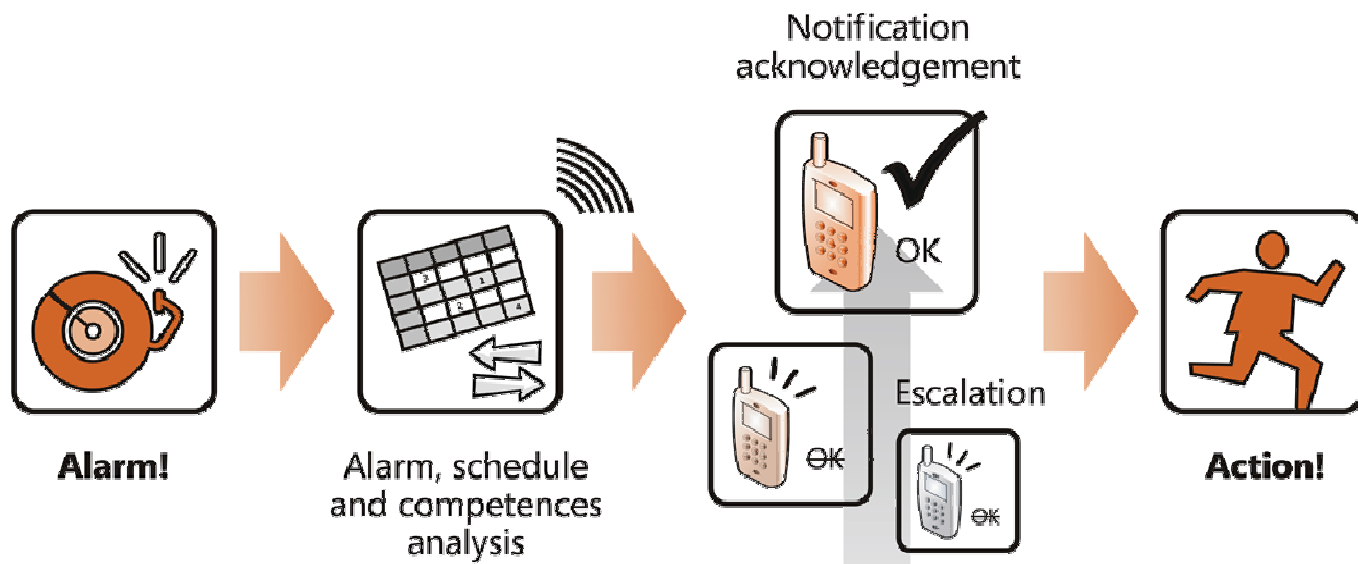 Notification
acknowledgement
OK
OK
Escalation
OK
Alarm!
Alarm, schedule
and competences
analysis
Action!